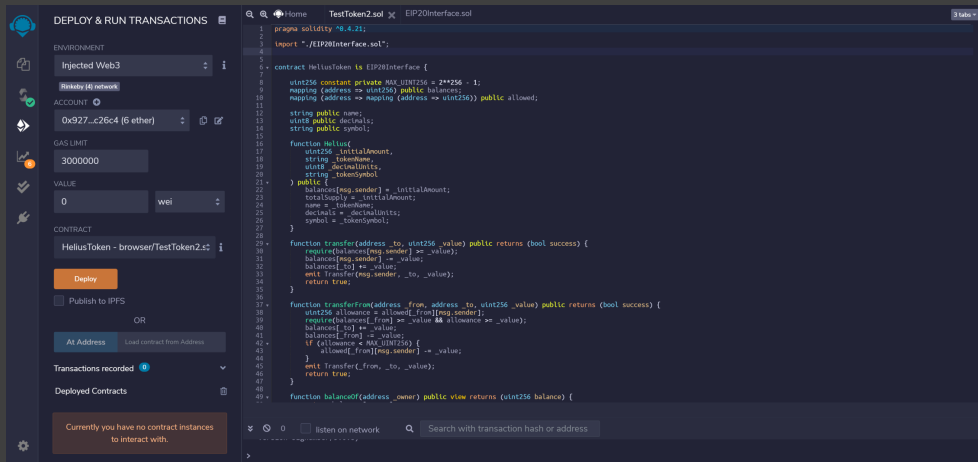 DEPLOY & RUN TRANSACTIONS
ENVIRONMENT
Injected Web3
Rinkeby (4) network
ACCOUNT
0x927...c26c4 (6 ether)
GAS LIMIT
3000000
VALUE
0
wei
CONTRACT
HeliusToken - browser/TestToken2.s
Deploy
Publish to IPFS
OR
At Address
Load contract from Address
Transactions recorded 0
Deployed Contracts
Currently you have no contract instances
to interact with.
6
Home
TestToken2.sol
EIP20Interface.sol
3 tabs
1 pragma solidity ^0.4.21;
2
3 import "./EIP20Interface.sol";
4
5
6 contract HeliusToken is EIP20Interface {
7
8 uint256 constant private MAX_UINT256 = 2**256 - 1;
9 mapping (address => uint256) public balances;
10 mapping (address => mapping (address => uint256)) public allowed;
11
12 string public name;
13 uint8 public decimals;
14 string public symbol;
15
16 function Helius(
17 uint256 _initialAmount,
18 string _tokenName,
19 uint8 _decimalUnits,
20 string _tokenSymbol
21 ) public {
22 balances[msg.sender] = _initialAmount;
23 totalSupply = _initialAmount;
24 name = _tokenName;
25 decimals = _decimalUnits;
26 symbol = _tokenSymbol;
27 }
28
29 function transfer(address _to, uint256 _value) public returns (bool success) {
30 require(balances[msg.sender] >= _value);
31 balances[msg.sender] -= _value;
32 balances[_to] += _value;
33 emit Transfer(msg.sender, _to, _value);
34 return true;
35 }
36
37 function transferFrom(address _from, address _to, uint256 _value) public returns (bool success) {
38 uint256 allowance = allowed[_from][msg.sender];
39 require(balances[_from] >= _value && allowance >= _value);
40 balances[_to] += _value;
41 balances[_from] -= _value;
42 if (allowance < MAX_UINT256) {
43 allowed[_from][msg.sender] -= _value;
44 }
45 emit Transfer(_from, _to, _value);
46 return true;
47 }
48
49 function balanceOf(address _owner) public view returns (uint256 balance) {
0
listen on network
Search with transaction hash or address
>